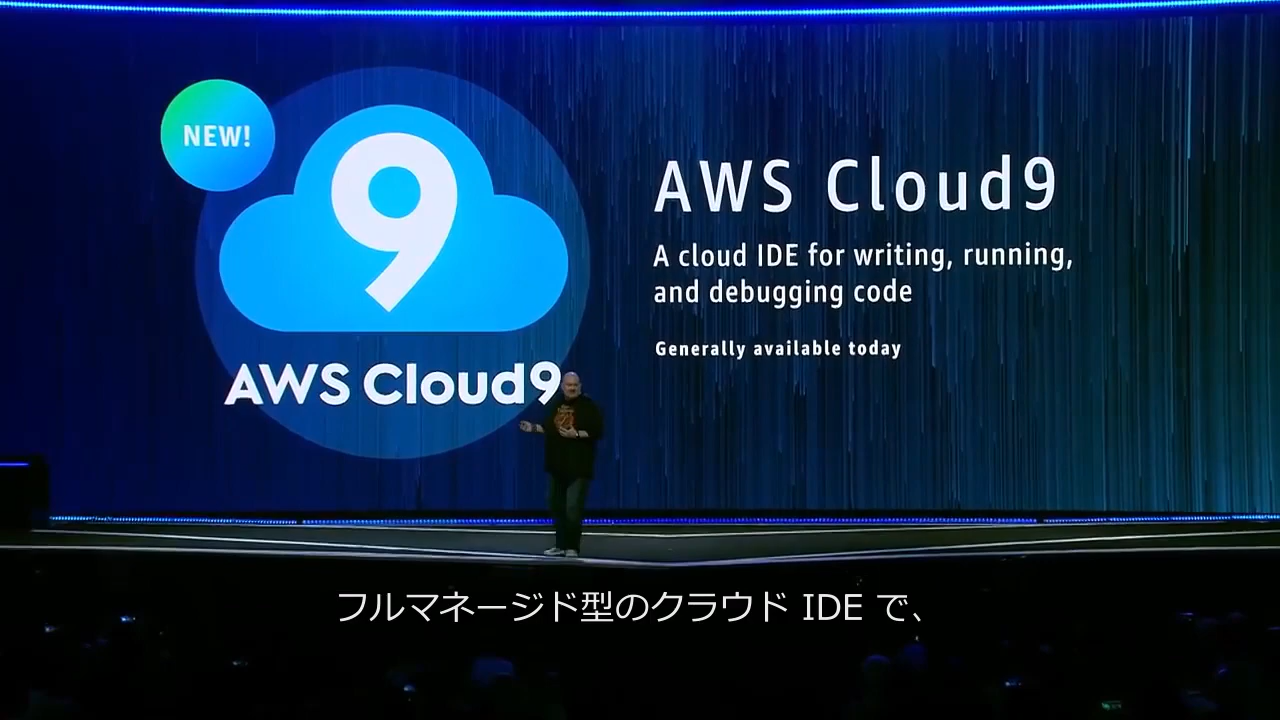 NEW!
9
AWS Cloud9
AWS Cloud9
A cloud IDE for writing, running,
and debugging code
Generally available today
フルマネージド型のクラウド IDE で、